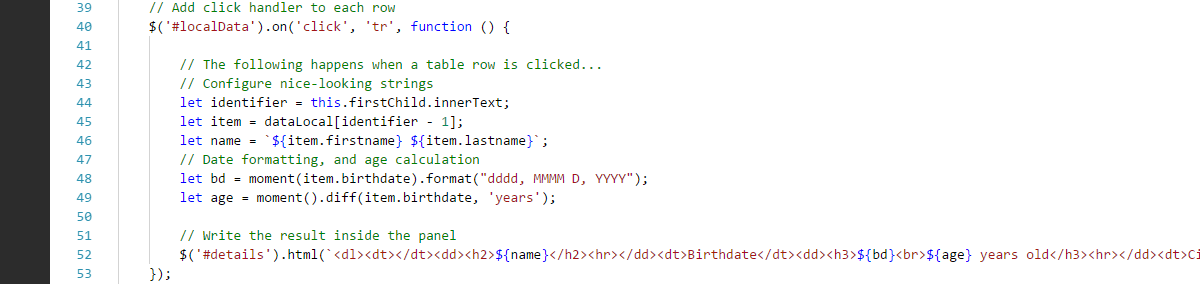 39 // Add click handler to each row
40 $('#localData').on('click', 'tr', function () {
41
42 // The following happens when a table row is clicked...
43 // Configure nice-looking strings
44 let identifier = this.firstChild.innerText;
45 let item = dataLocal[identifier - 1];
46 let name = `${item.firstname} ${item.lastname}`;
47 // Date formatting, and age calculation
48 let bd = moment(item.birthdate).format("dddd, MMMM D, YYYY");
49 let age = moment().diff(item.birthdate, 'years');
50
51 // Write the result inside the panel
52 $('#details').html(`<dl><dt></dt><dd><h2>${name}</h2><hr></dd><dt>Birthdate</dt><dd><h3>${bd}<br>${age} years old</h3><hr></dd><dt>Ci
53 });